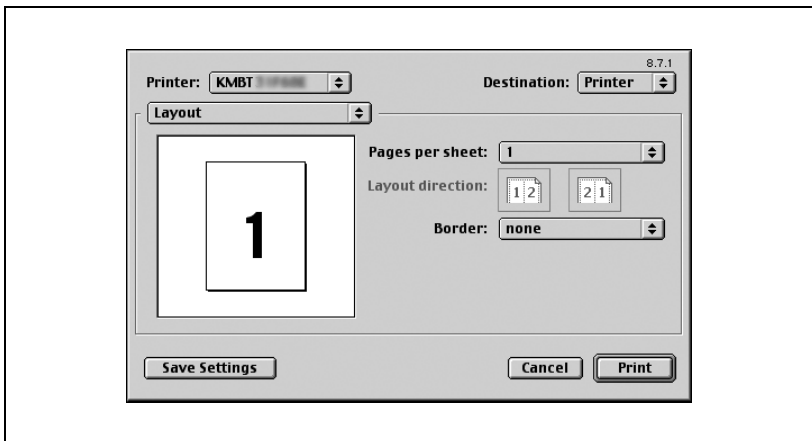 8.7.1
Printer: KMBT Destination: Printer
Layout
1
Pages per sheet: 1
Layout direction: 1 2 2 1
Border: none
Save Settings Cancel Print